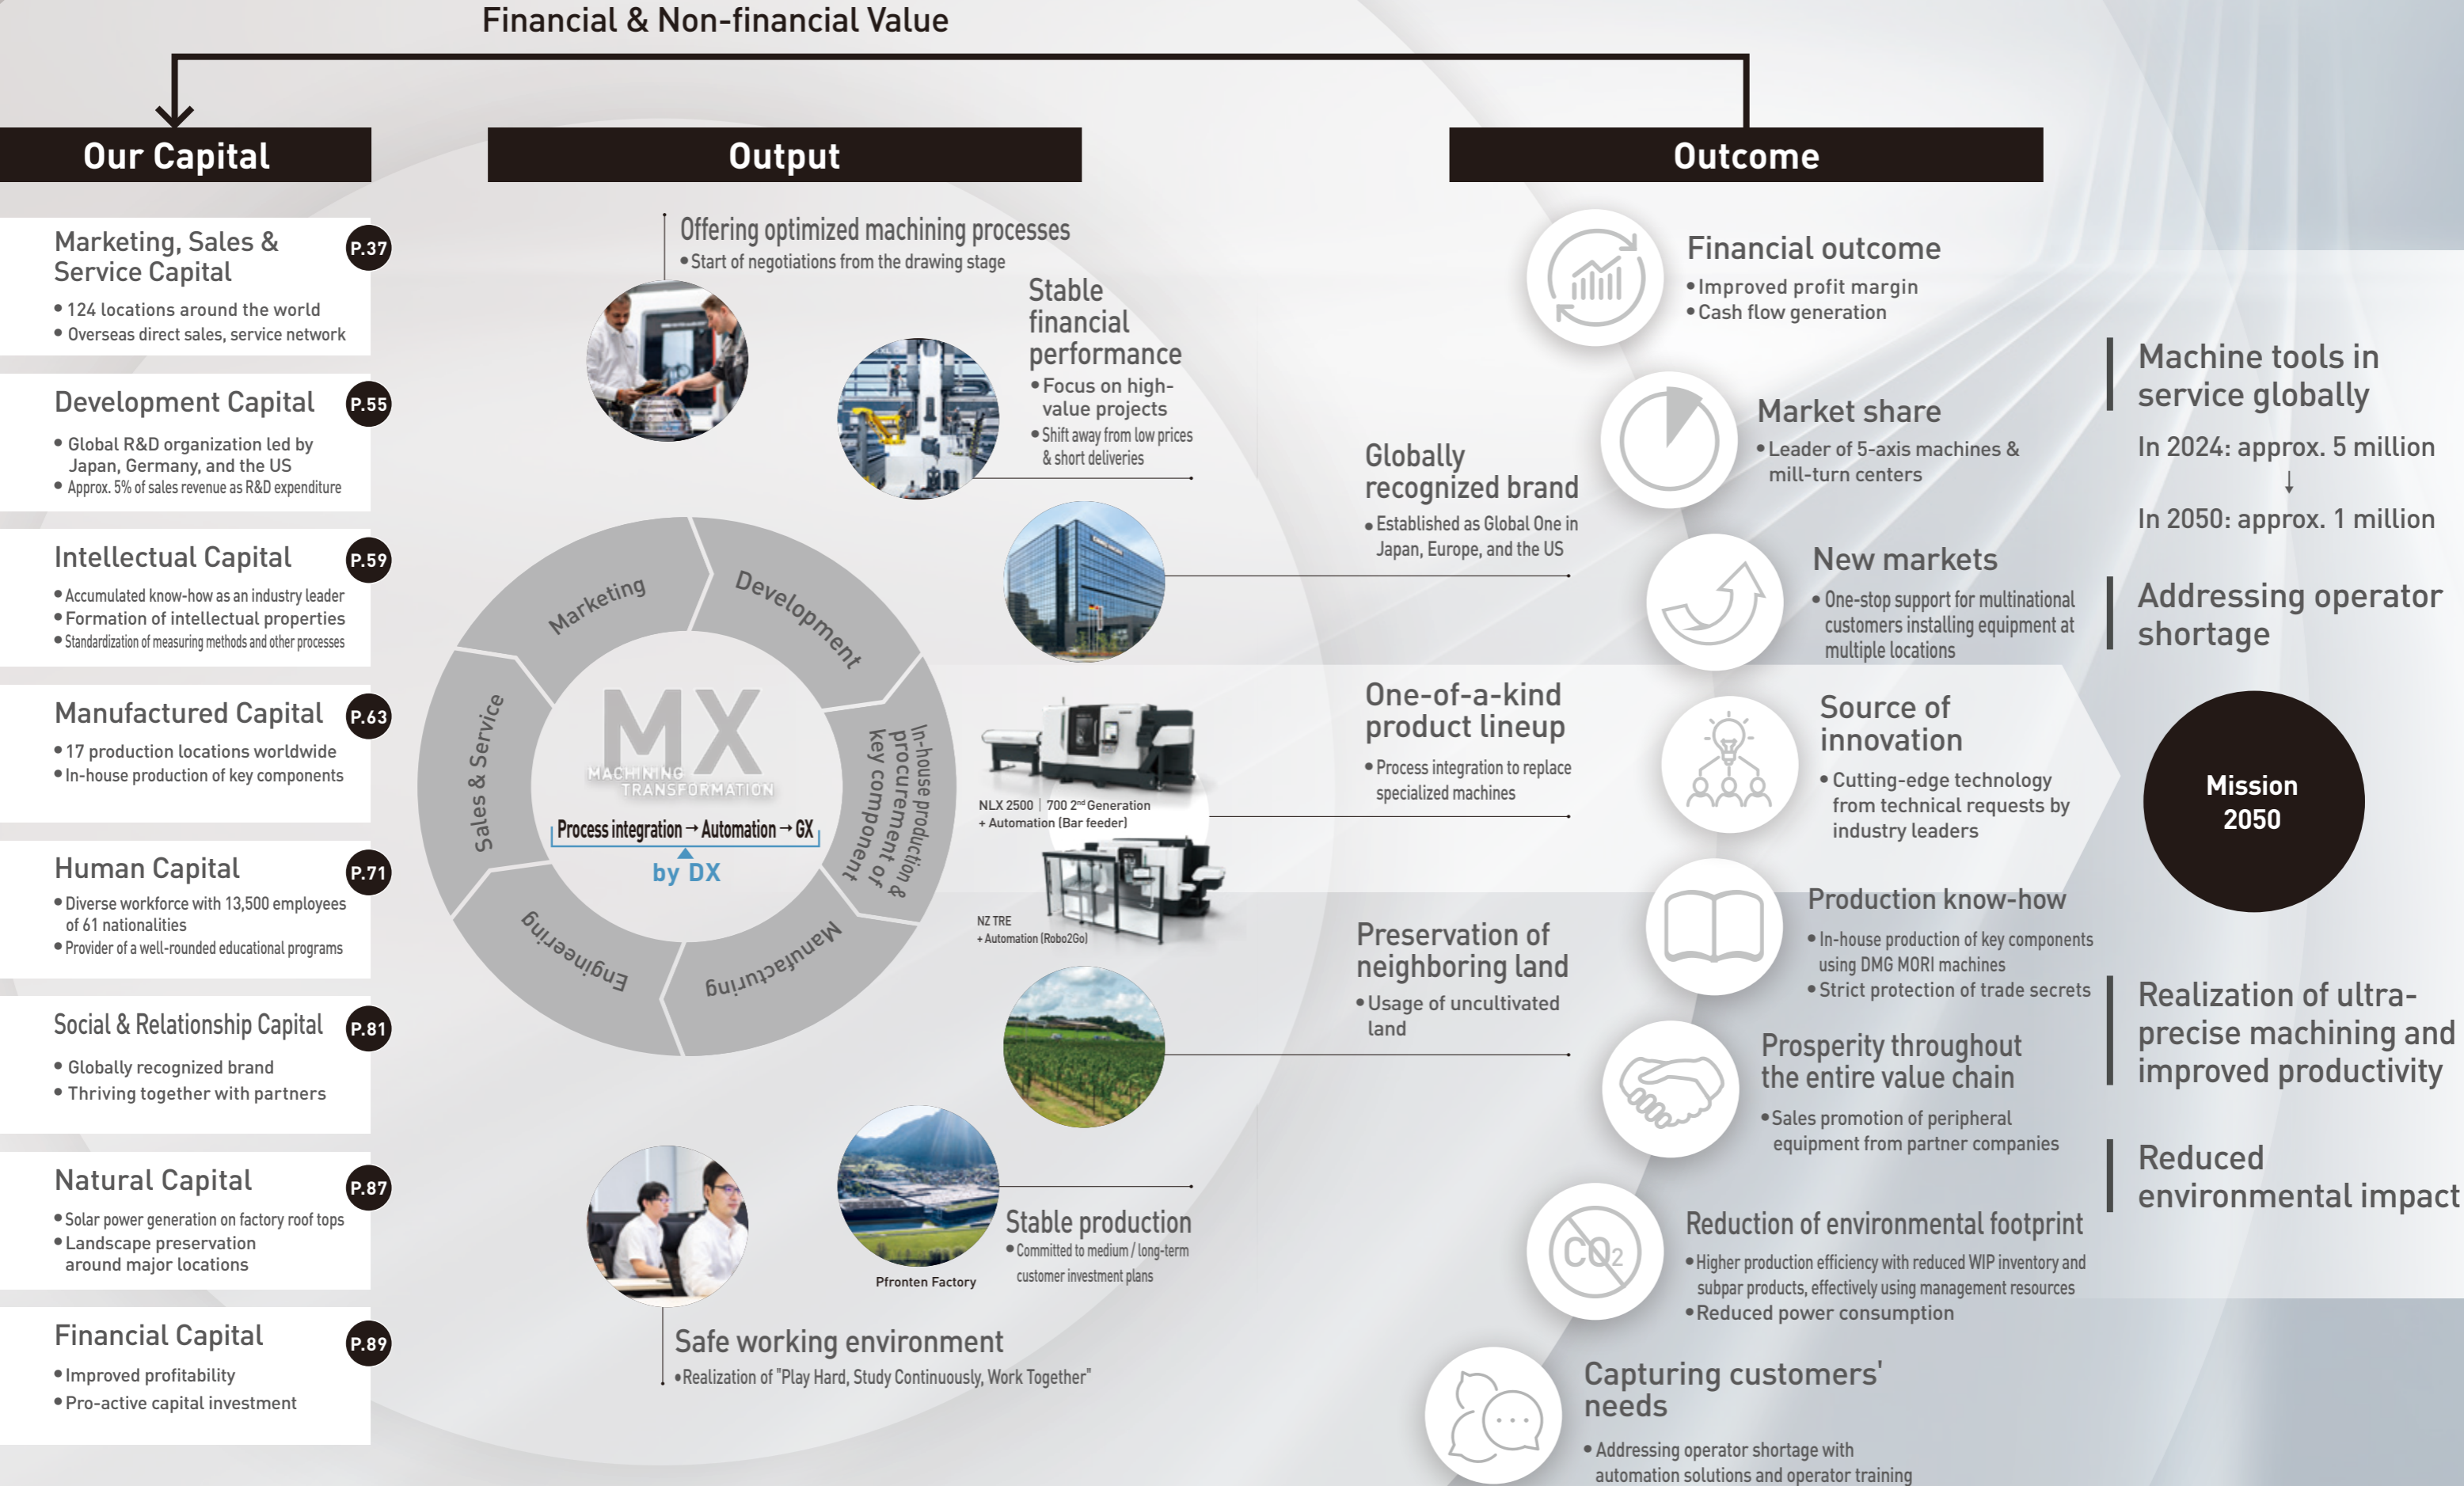 Financial & Non-financial Value
Our Capital
Marketing, Sales &
Service Capital
P.37
• 124 locations around the world
• Overseas direct sales, service network
Development Capital
P.55
• Global R&D organization led by
Japan, Germany, and the US
• Approx. 5% of sales revenue as R&D expenditure
Intellectual Capital
P.59
• Accumulated know-how as an industry leader
• Formation of intellectual properties
• Standardization of measuring methods and other processes
Manufactured Capital
P.63
• 17 production locations worldwide
• In-house production of key components
Human Capital
P.71
• Diverse workforce with 13,500 employees
of 61 nationalities
• Provider of a well-rounded educational programs
Social & Relationship Capital
P.81
• Globally recognized brand
• Thriving together with partners
Natural Capital
P.87
• Solar power generation on factory roof tops
• Landscape preservation
around major locations
Financial Capital
P.89
• Improved profitability
• Pro-active capital investment
Output
Offering optimized machining processes
• Start of negotiations from the drawing stage
Stable
financial
performance
• Focus on high-
value projects
• Shift away from low prices
& short deliveries
Globally
recognized brand
• Established as Global One in
Japan, Europe, and the US
Marketing
Development
In-house production &
procurement of
key component
Manufacturing
Engineering
Sales & Service
MX
MACHINING
TRANSFORMATION
Process integration → Automation → GX
by DX
One-of-a-kind
product lineup
• Process integration to replace
specialized machines
NLX 2500 | 700 2nd Generation
+ Automation (Bar feeder)
NZ TRE
+ Automation (Robo2Go)
Preservation of
neighboring land
• Usage of uncultivated
land
Pfronten Factory
Stable production
• Committed to medium / long-term
customer investment plans
Safe working environment
• Realization of "Play Hard, Study Continuously, Work Together"
Outcome
Financial outcome
• Improved profit margin
• Cash flow generation
Market share
• Leader of 5-axis machines &
mill-turn centers
New markets
• One-stop support for multinational
customers installing equipment at
multiple locations
Source of
innovation
• Cutting-edge technology
from technical requests by
industry leaders
Production know-how
• In-house production of key components
using DMG MORI machines
• Strict protection of trade secrets
Prosperity throughout
the entire value chain
• Sales promotion of peripheral
equipment from partner companies
CO2
Reduction of environmental footprint
• Higher production efficiency with reduced WIP inventory and
subpar products, effectively using management resources
• Reduced power consumption
Capturing customers'
needs
• Addressing operator shortage with
automation solutions and operator training
Machine tools in
service globally
In 2024: approx. 5 million
↓
In 2050: approx. 1 million
Addressing operator
shortage
Mission
2050
Realization of ultra-
precise machining and
improved productivity
Reduced
environmental impact